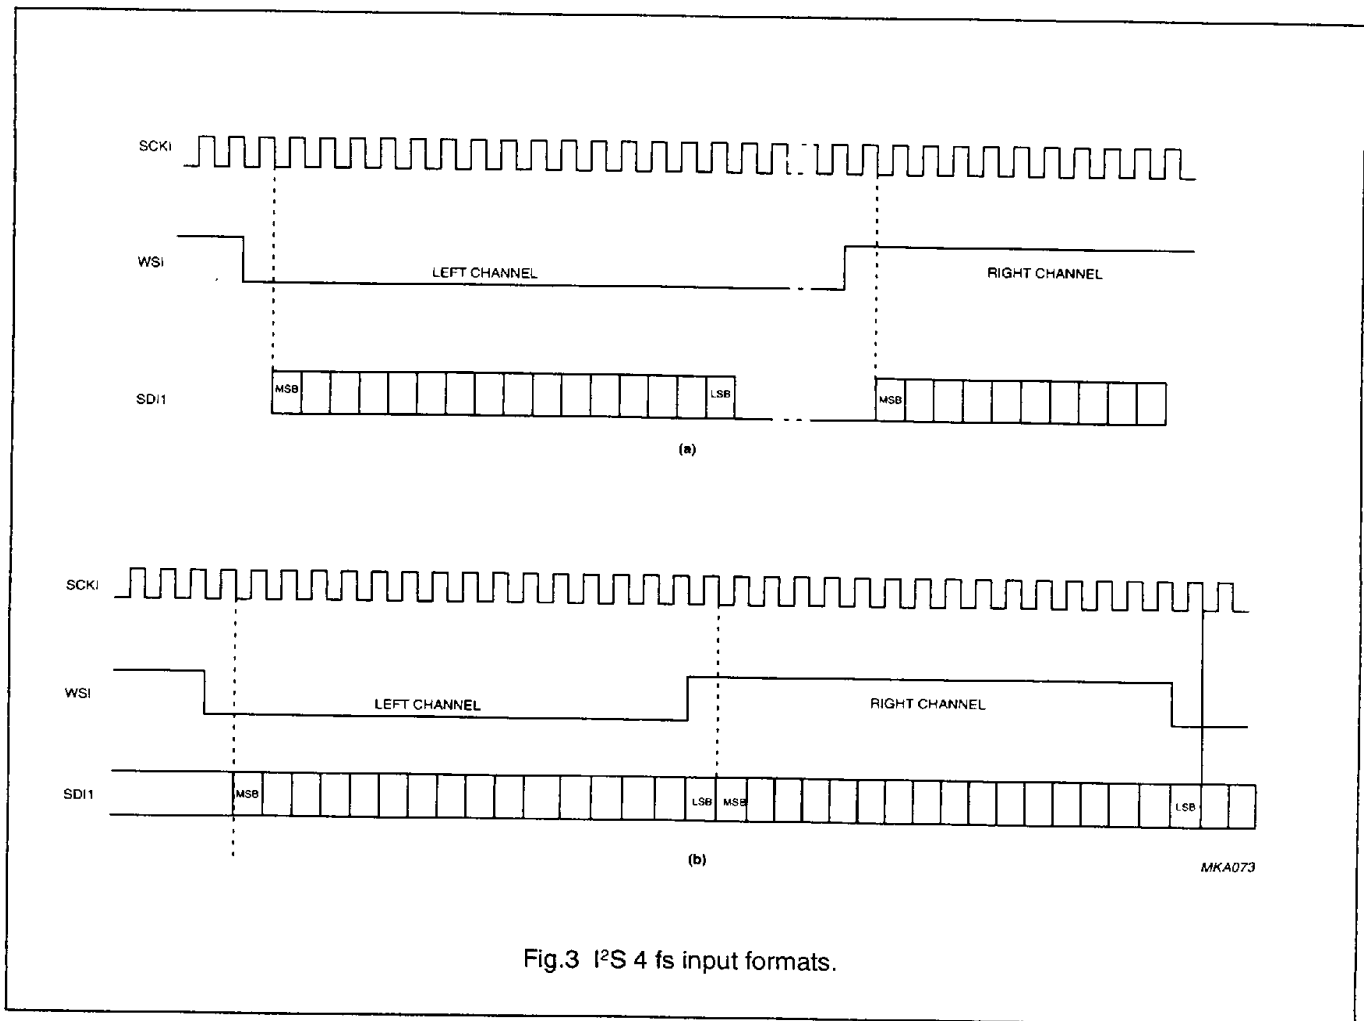 SCKI
WSI
LEFT CHANNEL
RIGHT CHANNEL
SDI1
MSB
LSB
MSB
(a)
SCKI
WSI
LEFT CHANNEL
RIGHT CHANNEL
SDI1
MSB
LSB
MSB
LSB
(b)
MKA073
Fig.3 I²S 4 fs input formats.